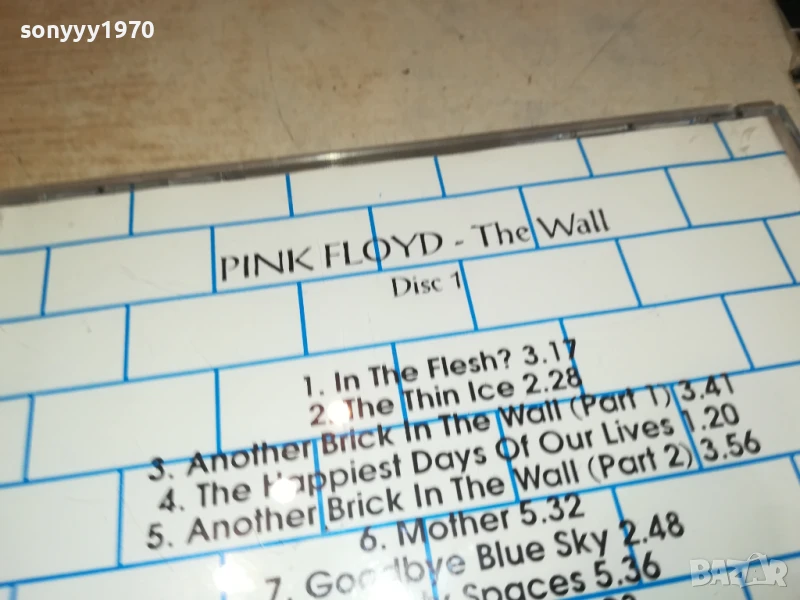 sonyyy1970
PINK FLOYD - The Wall
Disc 1
1. In The Flesh? 3.17
2. The Thin Ice 2.28
3. Another Brick In The Wall (Part 1) 3.41
4. The Happiest Days Of Our Lives 1.20
5. Another Brick In The Wall (Part 2) 3.56
6. Mother 5.32
7. Goodbye Blue Sky 2.48
Spaces 5.36
BAZAR